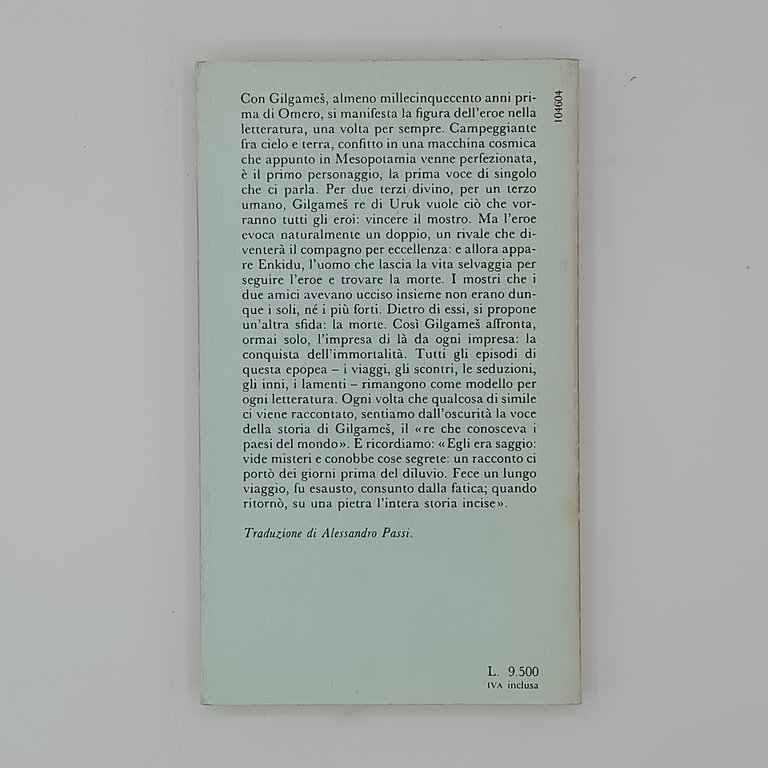 Con Gilgameš, almeno millecinquecento anni pri-
ma di Omero, si manifesta la figura dell'eroe nella
letteratura, una volta per sempre. Campeggiante
fra cielo e terra, confitto in una macchina cosmica
che appunto in Mesopotamia venne perfezionata,
è il primo personaggio, la prima voce di singolo
che ci parla. Per due terzi divino, per un terzo
umano, Gilgameš re di Uruk vuole ciò che vor-
ranno tutti gli eroi: vincere il mostro. Ma l'eroe
evoca naturalmente un doppio, un rivale che di-
venterà il compagno per eccellenza: e allora appa-
re Enkidu, l'uomo che lascia la vita selvaggia per
seguire l'eroe e trovare la morte. I mostri che i
due amici avevano ucciso insieme non erano dun-
que i soli, né i più forti. Dietro di essi, si propone
un'altra sfida: la morte. Così Gilgameš affronta,
ormai solo, l'impresa di là da ogni impresa: la
conquista dell'immortalità. Tutti gli episodi di
questa epopea – i viaggi, gli scontri, le seduzioni,
gli inni, i lamenti – rimangono come modello per
ogni letteratura. Ogni volta che qualcosa di simile
ci viene raccontato, sentiamo dall'oscurità la voce
della storia di Gilgameš, il «re che conosceva i
paesi del mondo». E ricordiamo: «Egli era saggio:
vide misteri e conobbe cose segrete: un racconto ci
portò dei giorni prima del diluvio. Fece un lungo
viaggio, fu esausto, consunto dalla fatica; quando
ritornò, su una pietra l'intera storia incise».
Traduzione di Alessandro Passi.
104604
L. 9.500
IVA inclusa